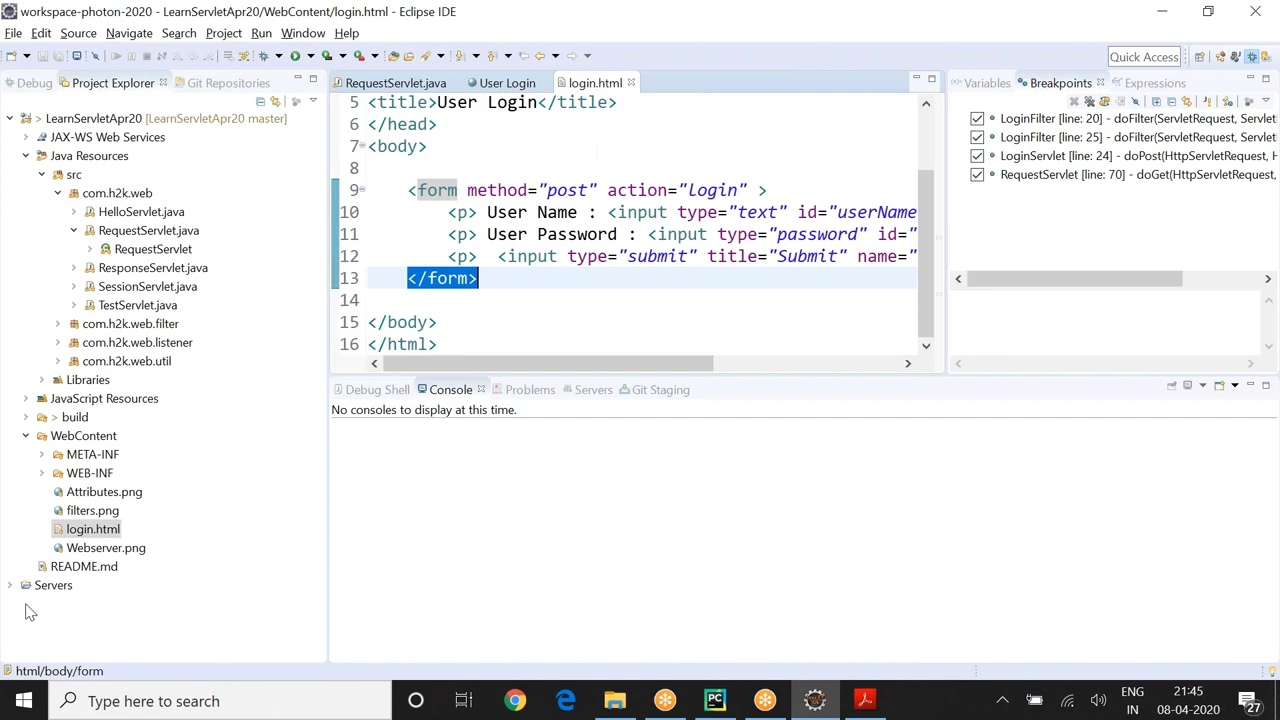 workspace-photon-2020 - LearnServletApr20/WebContent/login.html - Eclipse IDE
File Edit Source Navigate Search Project Run Window Help
Quick Access
Debug Project Explorer Git Repositories
> LearnServletApr20 [LearnServletApr20 master]
JAX-WS Web Services
Java Resources
src
com.h2k.web
HelloServlet.java
RequestServlet.java
RequestServlet
ResponseServlet.java
SessionServlet.java
TestServlet.java
com.h2k.web.filter
com.h2k.web.listener
com.h2k.web.util
Libraries
JavaScript Resources
> build
WebContent
META-INF
WEB-INF
Attributes.png
filters.png
login.html
Webserver.png
README.md
Servers
RequestServlet.java User Login login.html
5 <title>User Login</title>
6 </head>
7 <body>
8
9 <form method="post" action="login" >
10 <p> User Name : <input type="text" id="userName
11 <p> User Password : <input type="password" id="
12 <p> <input type="submit" title="Submit" name="
13 </form>
14
15 </body>
16 </html>
Variables Breakpoints Expressions
LoginFilter [line: 20] - doFilter(ServletRequest, Servlet
LoginFilter [line: 25] - doFilter(ServletRequest, Servlet
LoginServlet [line: 24] - doPost(HttpServletRequest, H
RequestServlet [line: 70] - doGet(HttpServletRequest,
Debug Shell Console Problems Servers Git Staging
No consoles to display at this time.
html/body/form
Type here to search
PC
ENG
IN
21:45
08-04-2020
27